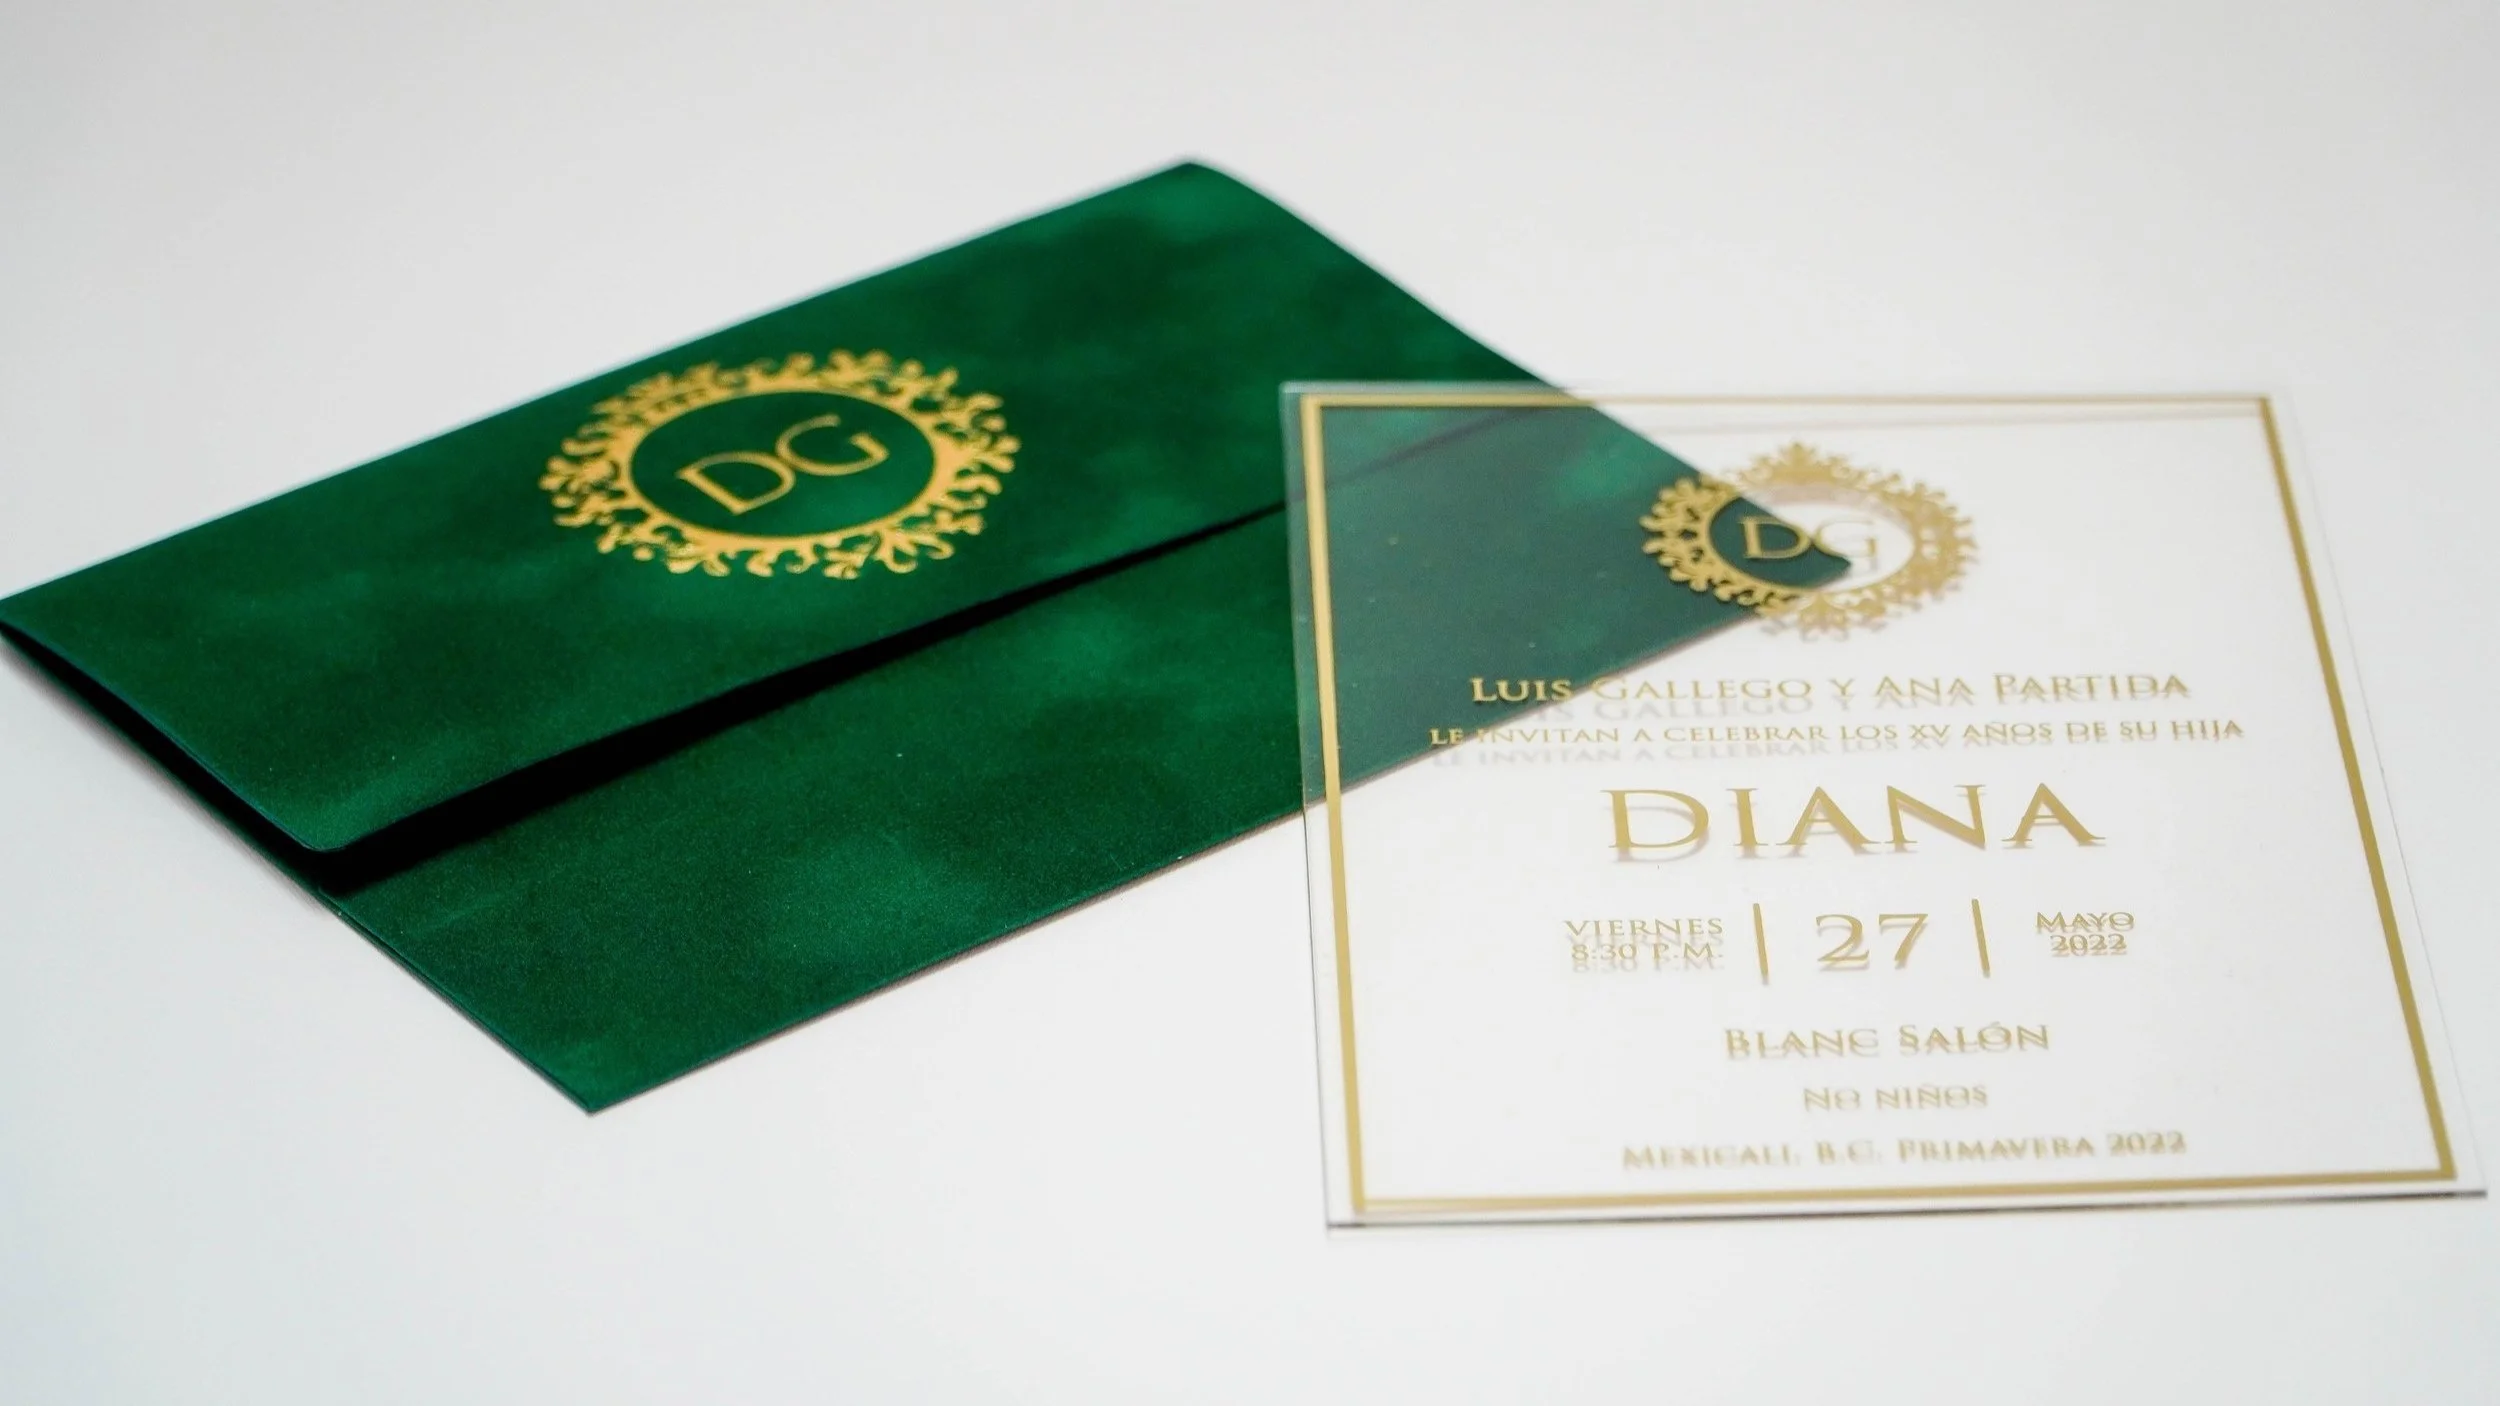 DG
DG
LUIS GALLEGO Y ANA PARTIDA
LE INVITAN A CELEBRAR LOS XV AÑOS DE SU HIJA
DIANA
VIERNES
8:30 P.M.
27
MAYO
2022
BLANC SALÓN
NO NIÑOS
MEXICALI, B.C. PRIMAVERA 2022